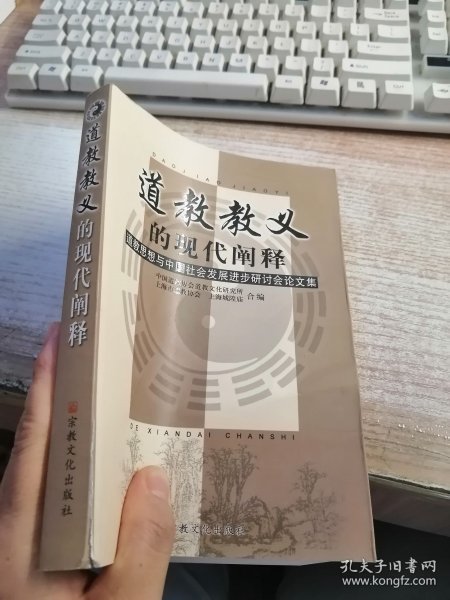 道教教义的现代阐释
宗教文化出版社
DAOJIAO JIAOYI
道教教义
的现代阐释
道教思想与中国社会发展进步研讨会论文集
中国道教协会道教文化研究所
上海市道教协会 上海城隍庙 合编
DE XIANDAI CHANSHI
宗教文化出版社
孔夫子旧书网
www.kongfz.com